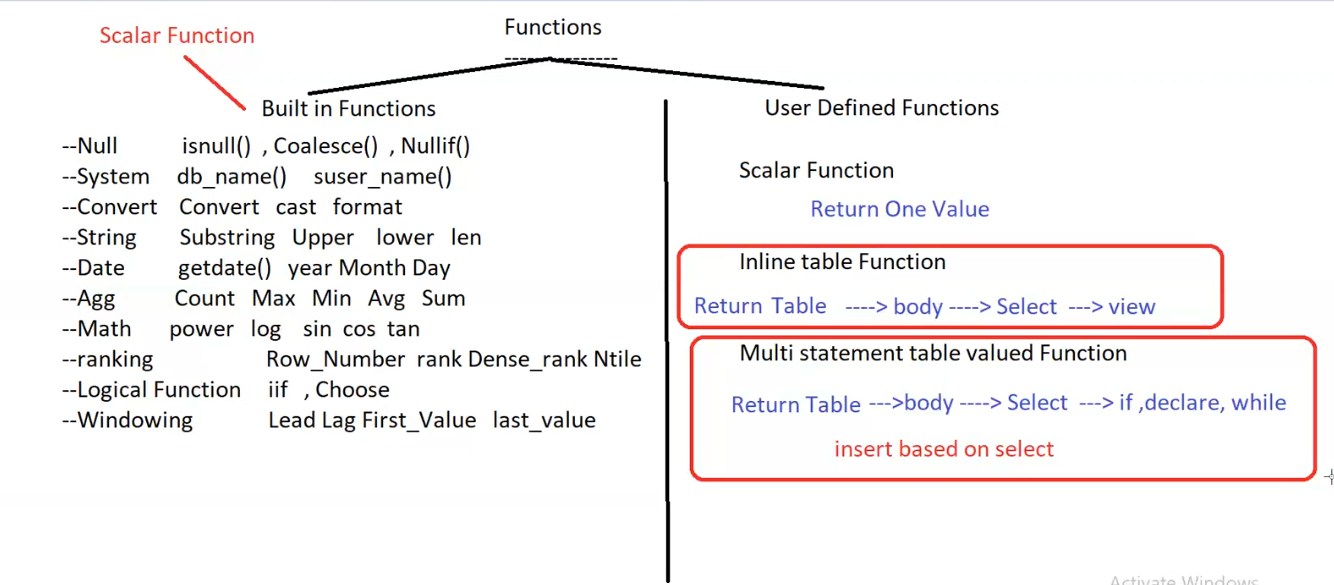 Functions
Scalar Function
Built in Functions
--Null isnull() , Coalesce() , Nullif()
--System db_name() suser_name()
--Convert Convert cast format
--String Substring Upper lower len
--Date getdate() year Month Day
--Agg Count Max Min Avg Sum
--Math power log sin cos tan
--ranking Row_Number rank Dense_rank Ntile
--Logical Function iif , Choose
--Windowing Lead Lag First_Value last_value
User Defined Functions
Scalar Function
Return One Value
Inline table Function
Return Table ----> body ----> Select ---> view
Multi statement table valued Function
Return Table --->body ----> Select ---> if ,declare, while
insert based on select
Activate Windows